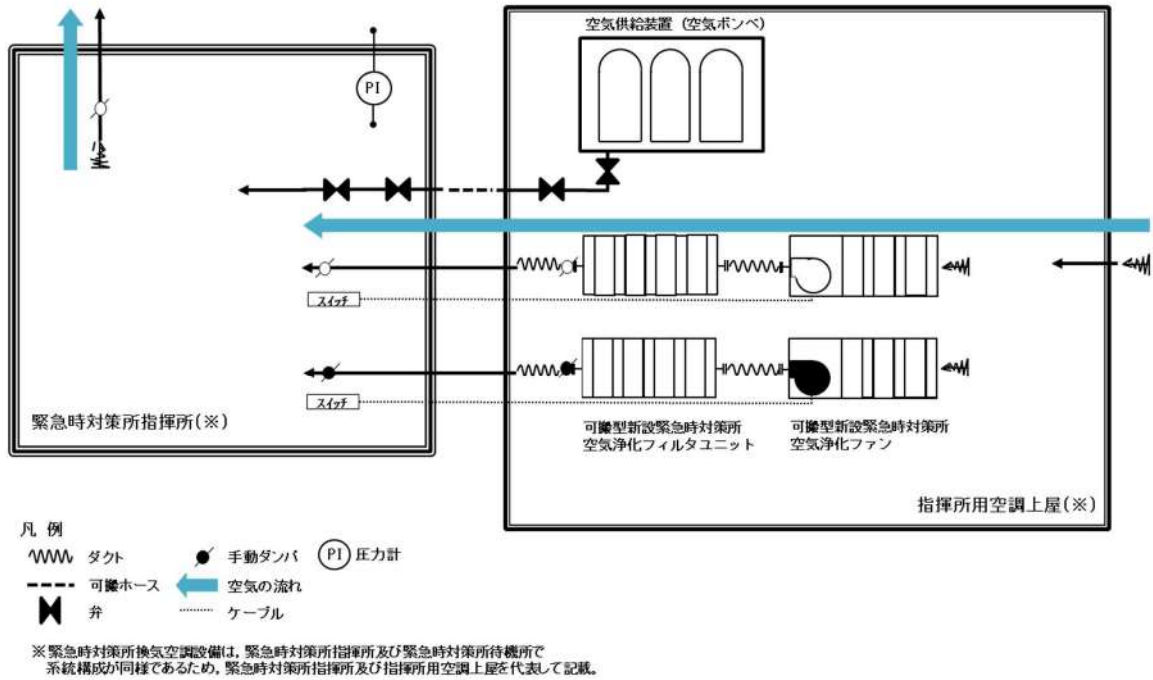 空気供給装置 (空気ボンベ)
PI
スイッチ
スイッチ
緊急時対策所指揮所(※)
可搬型新設緊急時対策所
空気浄化フィルタユニット
可搬型新設緊急時対策所
空気浄化ファン
指揮所用空調上屋(※)
凡 例
ダクト
手動ダンパ
PI 圧力計
可搬ホース
空気の流れ
弁
ケーブル
※緊急時対策所換気空調設備は, 緊急時対策所指揮所及び緊急時対策所待機所で
系統構成が同様であるため, 緊急時対策所指揮所及び指揮所用空調上屋を代表して記載。